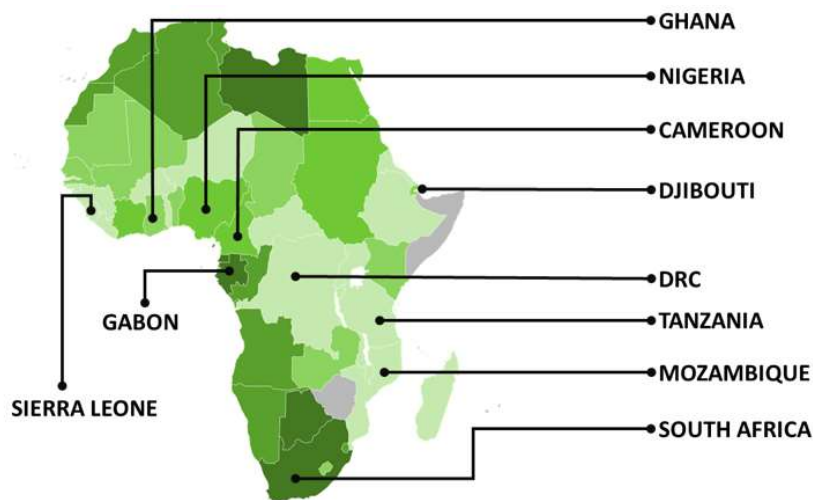 GHANA
NIGERIA
CAMEROON
DJIBOUTI
DRC
GABON
TANZANIA
MOZAMBIQUE
SIERRA LEONE
SOUTH AFRICA